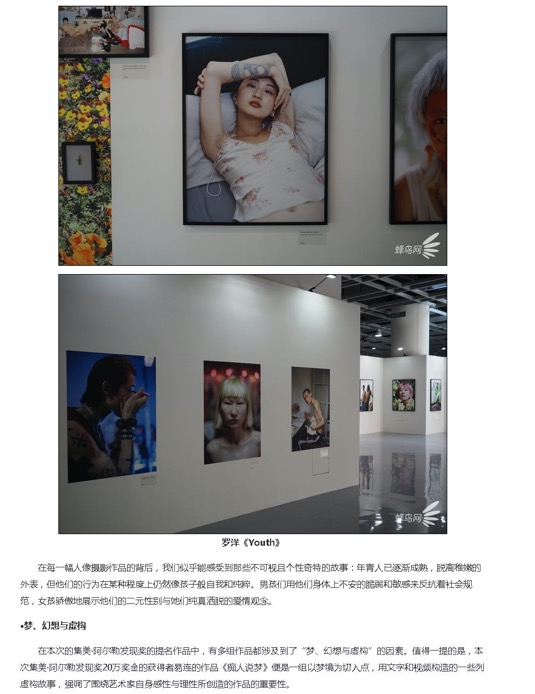 蜂鸟网
蜂鸟网
罗洋《Youth》
在每一幅人像摄影作品的背后，我们似乎能感受到那些不可视且个性奇特的故事：年青人已逐渐成熟，脱离稚嫩的
外表，但他们的行为在某种程度上仍然像孩子般自我和纯粹。男孩们用他们身体上不安的脆弱和敏感来反抗着社会规
范，女孩骄傲地展示他们的二元性别与她们纯真洒脱的爱情观念。
•梦、幻想与虚构
在本次的集美·阿尔勒发现奖的提名作品中，有多组作品都涉及到了“梦、幻想与虚构”的因素。值得一提的是，本
次集美·阿尔勒发现奖20万奖金的获得者易连的作品《痴人说梦》便是一组以梦境为切入点，用文字和视频构造的一些列
虚构故事，强调了围绕艺术家自身感性与理性所创造的作品的重要性。